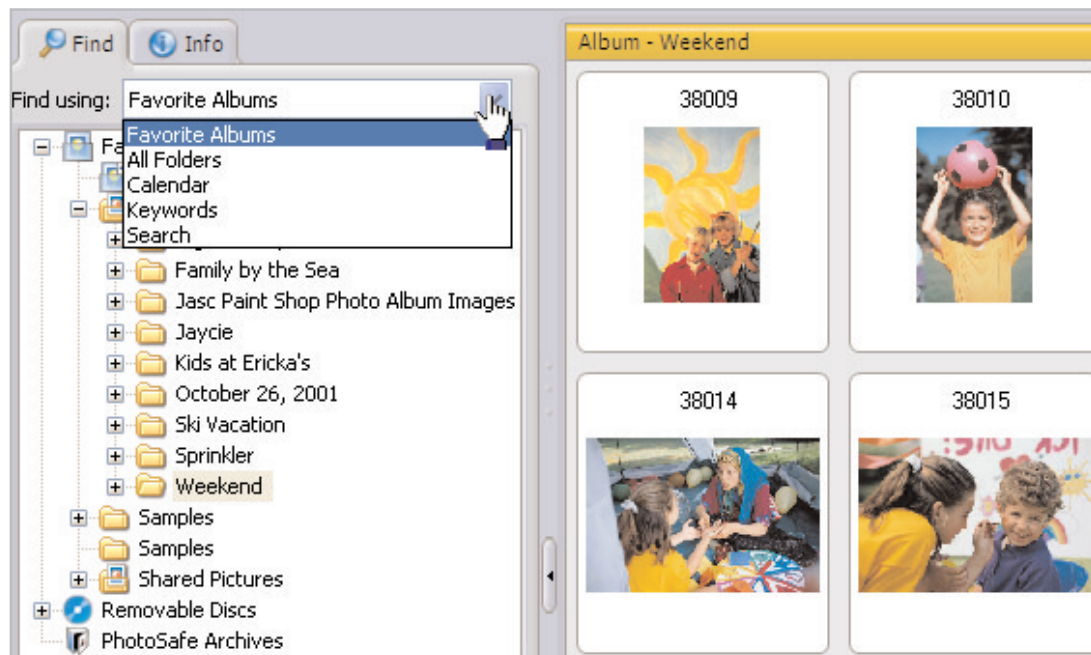 Find
Info
Find using:
Favorite Albums
Favorite Albums
All Folders
Calendar
Keywords
Search
Family by the Sea
Jasc Paint Shop Photo Album Images
Jaycie
Kids at Ericka's
October 26, 2001
Ski Vacation
Sprinkler
Weekend
Samples
Samples
Shared Pictures
Removable Discs
PhotoSafe Archives
Album - Weekend
38009
38010
38014
38015